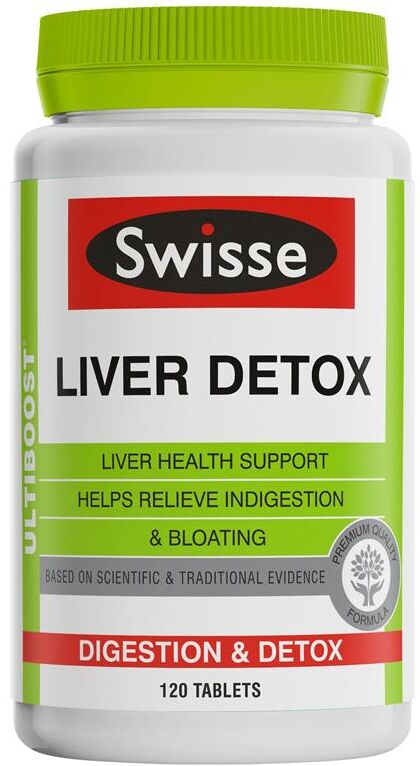 Swisse
LIVER DETOX
ULTIBOOST
LIVER HEALTH SUPPORT
HELPS RELIEVE INDIGESTION
& BLOATING
BASED ON SCIENTIFIC & TRADITIONAL EVIDENCE
PREMIUM QUALITY
FORMULA
DIGESTION & DETOX
120 TABLETS